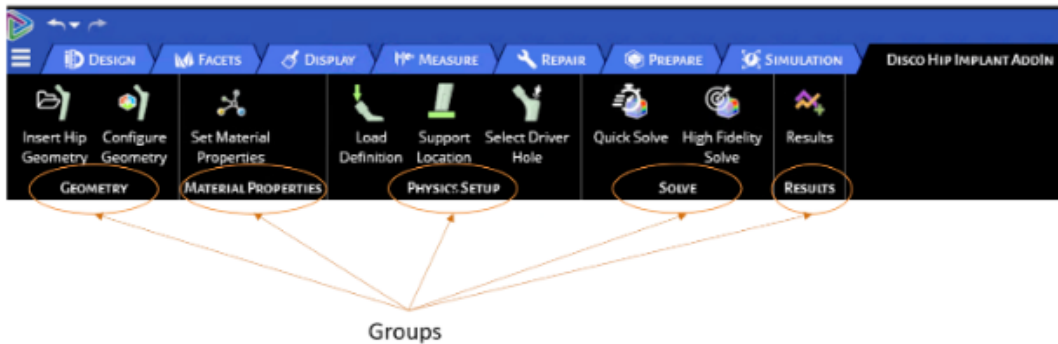 DESIGN FACETS DISPLAY MEASURE REPAIR PREPARE SIMULATION DISCO HIP IMPLANT ADDIN
Insert Hip Configure Set Material Load Support Select Driver Quick Solve High Fidelity Results
Geometry Geometry Properties Definition Location Hole Solve
GEOMETRY MATERIAL PROPERTIES PHYSICS SETUP SOLVE RESULTS
Groups